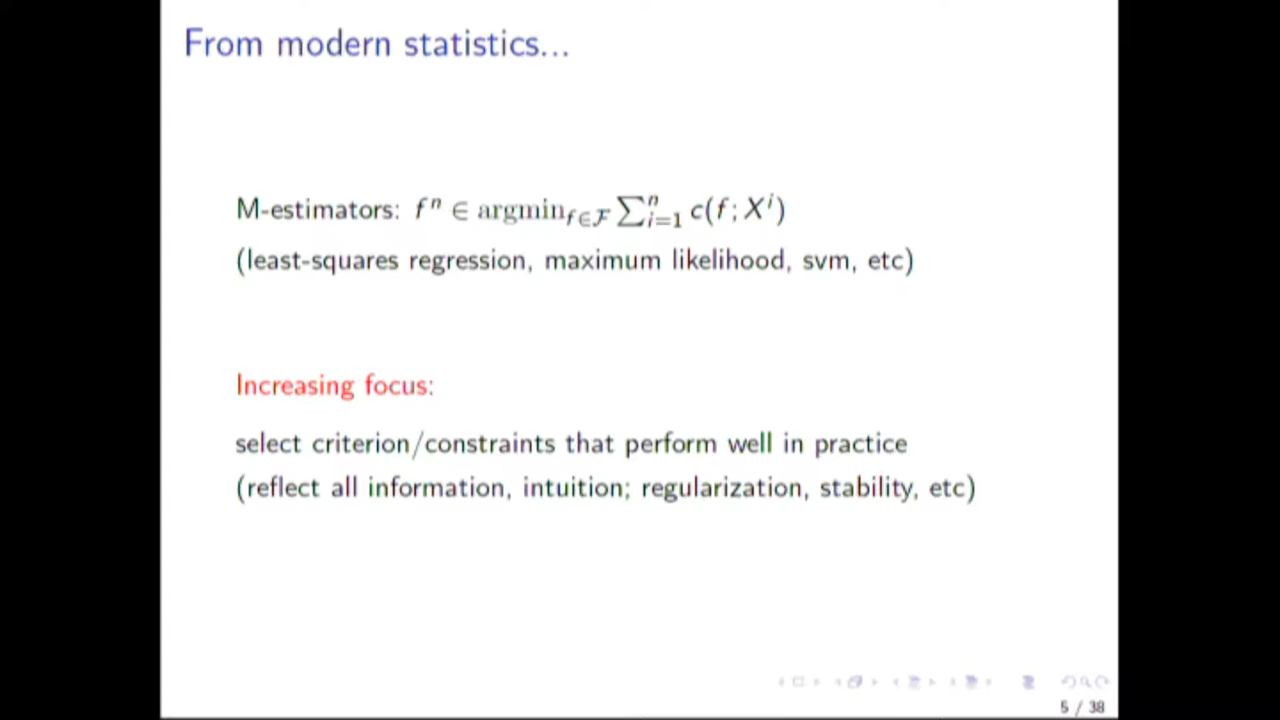 From modern statistics...
M-estimators: fⁿ ∈ argmin_{f∈ℱ} ∑ⁿ_{i=1} c(f; Xⁱ)
(least-squares regression, maximum likelihood, svm, etc)
Increasing focus:
select criterion/constraints that perform well in practice
(reflect all information, intuition; regularization, stability, etc)
5 / 38